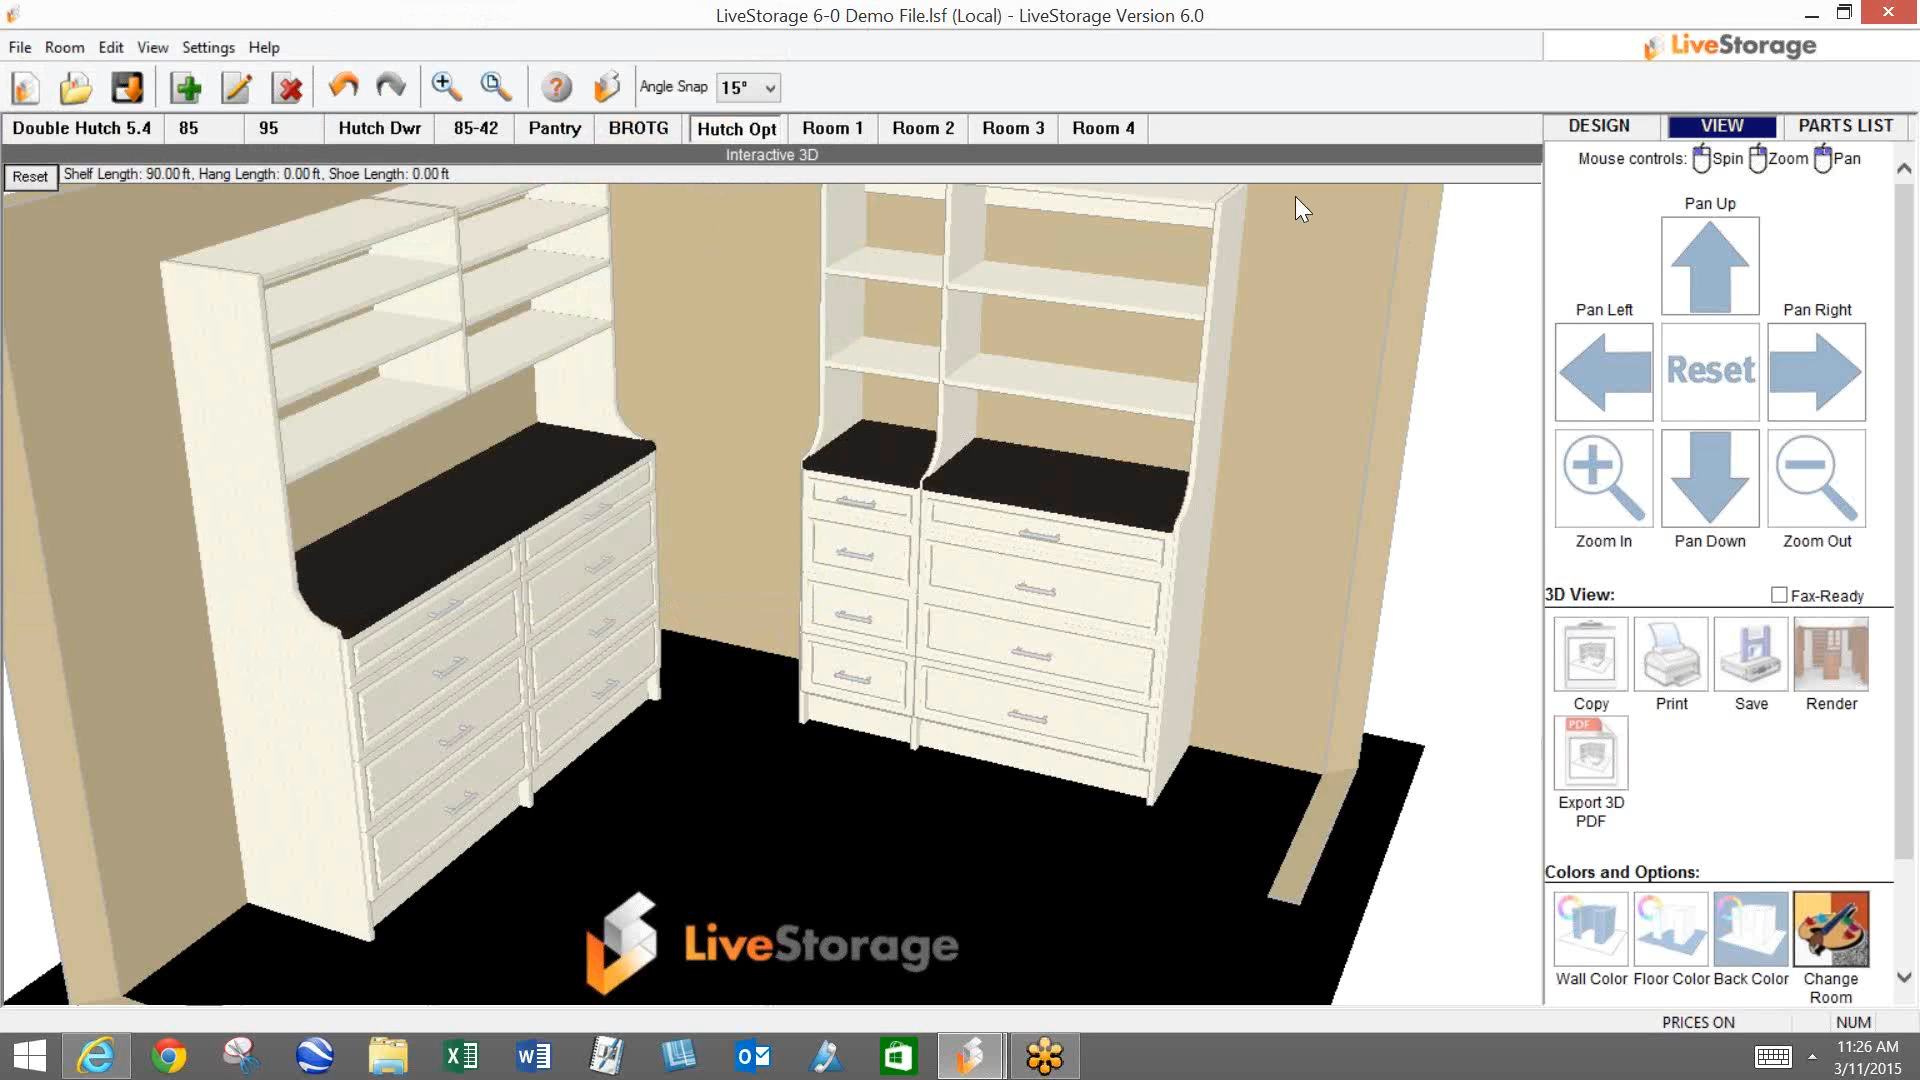 LiveStorage 6-0 Demo File.lsf (Local) - LiveStorage Version 6.0
File Room Edit View Settings Help
LiveStorage
Angle Snap 15°
Double Hutch 5.4 85 95 Hutch Dwr 85-42 Pantry BROTG Hutch Opt Room 1 Room 2 Room 3 Room 4
DESIGN VIEW PARTS LIST
Interactive 3D
Reset Shelf Length: 90.00 ft, Hang Length: 0.00 ft, Shoe Length: 0.00 ft
Mouse controls: Spin Zoom Pan
Pan Up
Pan Left Pan Right
Reset
Zoom In Pan Down Zoom Out
3D View: Fax-Ready
Copy Print Save Render
PDF
Export 3D
PDF
Colors and Options:
Wall Color Floor Color Back Color Change
Room
LiveStorage
PRICES ON NUM
11:26 AM
3/11/2015